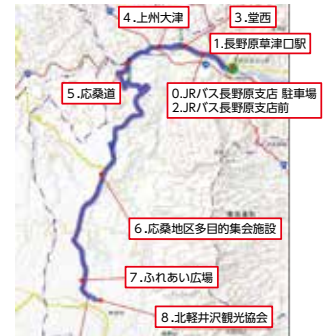 4.上州大津
3.堂西
1.長野原草津口駅
5.応桑道
0.JRバス長野原支店 駐車場
2.JRバス長野原支店前
6.応桑地区多目的集会施設
7.ふれあい広場
8.北軽井沢観光協会